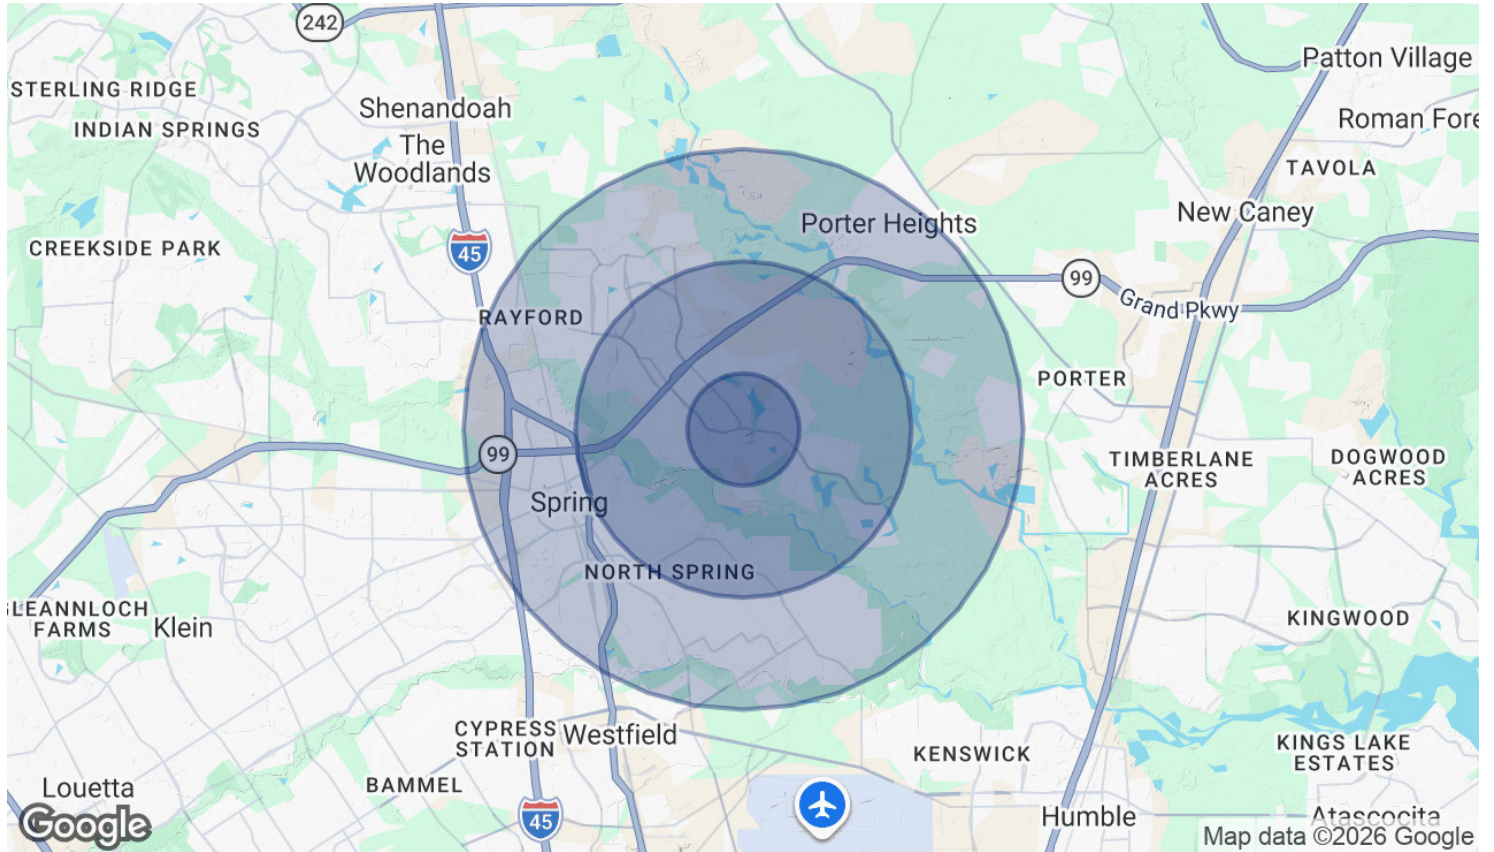 242
Patton Village
STERLING RIDGE
Shenandoah
Roman Fore
INDIAN SPRINGS
The
Woodlands
TAVOLA
New Caney
Porter Heights
CREEKSIDE PARK
45
99
Grand Pkwy
RAYFORD
PORTER
99
TIMBERLANE
ACRES
DOGWOOD
ACRES
Spring
NORTH SPRING
GLEANNLOCH
FARMS
Klein
KINGWOOD
CYPRESS
STATION
Westfield
KENSWICK
KINGS LAKE
ESTATES
Louetta
BAMMEL
45
Humble
Atascocita
Google
Map data ©2026 Google